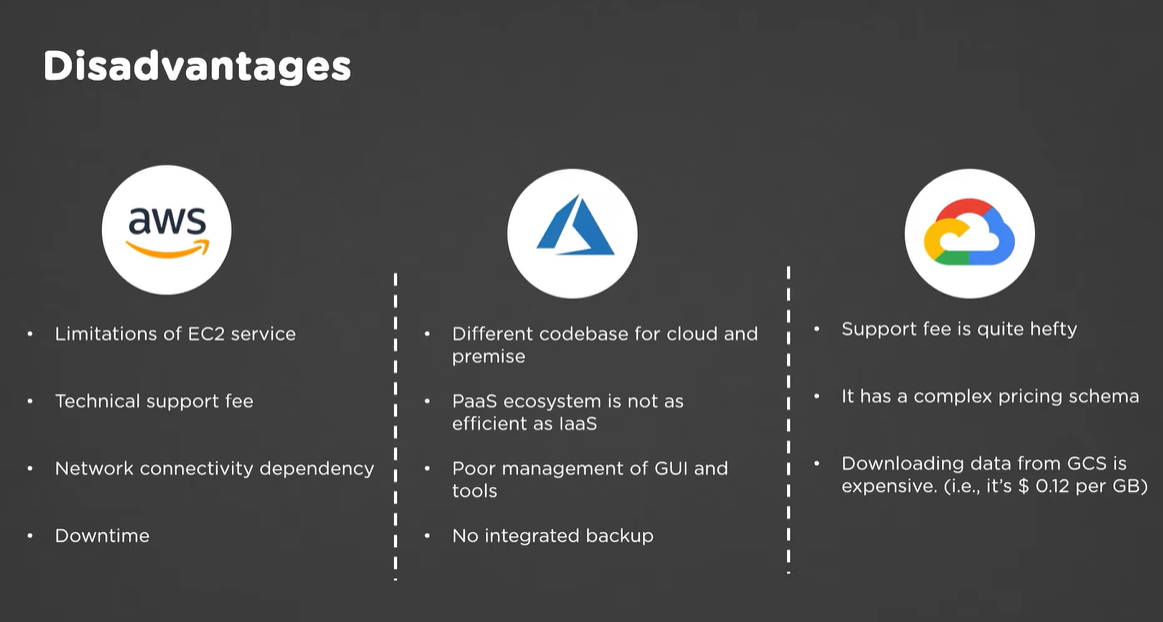 Disadvantages
aws
• Limitations of EC2 service
• Technical support fee
• Network connectivity dependency
• Downtime
• Different codebase for cloud and
premise
• PaaS ecosystem is not as
efficient as IaaS
• Poor management of GUI and
tools
• No integrated backup
• Support fee is quite hefty
• It has a complex pricing schema
• Downloading data from GCS is
expensive. (i.e., it’s $ 0.12 per GB)